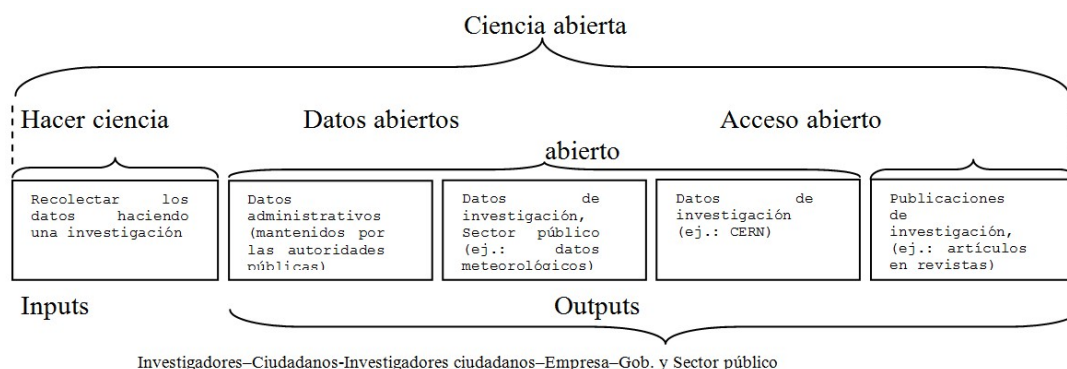 Ciencia abierta
Hacer ciencia
Datos abiertos
Acceso abierto
abierto
Recolectar los
datos haciendo
una investigación
Datos
administrativos
(mantenidos por
las autoridades
públicas)
Datos de
investigación,
Sector público
(ej.: datos
meteorológicos)
Datos de
investigación
(ej.: CERN)
Publicaciones
de
investigación,
(ej.: artículos
en revistas)
Inputs
Outputs
Investigadores–Ciudadanos-Investigadores ciudadanos–Empresa–Gob. y Sector público